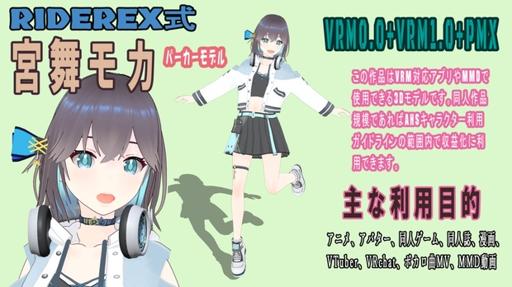 RIDEREX式
宮舞モカ
パーカーモデル
VRM0.0+VRM1.0+PMX
この作品はVRM対応アプリやMMDで
使用できる3Dモデルです。同人作品
規模であればAHSキャラクター利用
ガイドラインの範囲内で収益化に利
用できます。
主な利用目的
アニメ、アバター、同人ゲーム、同人誌、漫画、
VTuber、VRchat、ボカロ曲MV、MMD動画